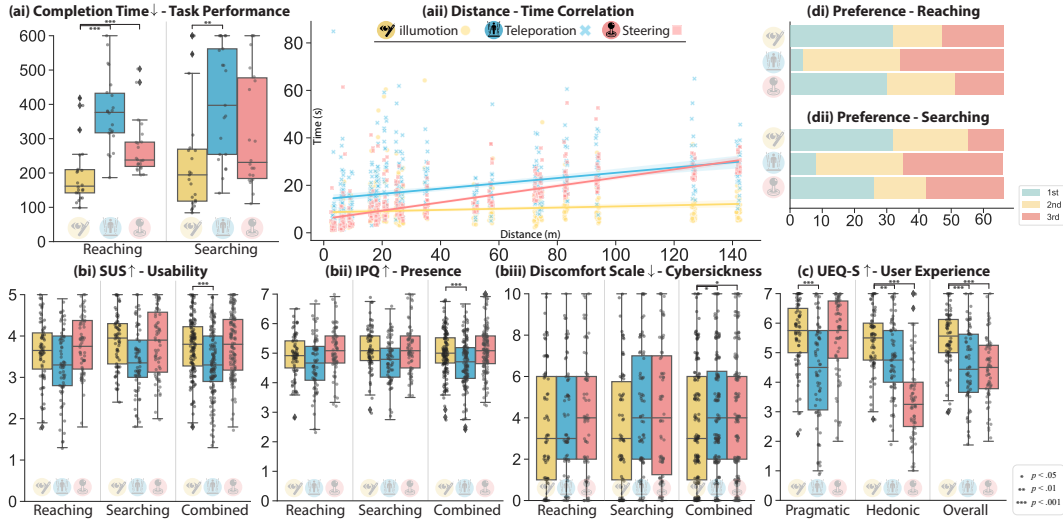 (ai) Completion Time↓ - Task Performance
600
500
400
300
200
100
0
***
***
**
Reaching
Searching
(aii) Distance - Time Correlation
illumotion
Teleporation
Steering
Time (s)
80
60
40
20
0
0
20
40
60
80
100
120
140
Distance (m)
(di) Preference - Reaching
(dii) Preference - Searching
0
10
20
30
40
50
60
1st
2nd
3rd
(bi) SUS↑ - Usability
5
4
3
2
1
0
***
Reaching
Searching
Combined
(bii) IPQ↑ - Presence
7
6
5
4
3
2
1
0
***
Reaching
Searching
Combined
(biii) Discomfort Scale ↓ - Cybersickness
10
8
6
4
2
0
*
*
Reaching
Searching
Combined
(c) UEQ-S ↑ - User Experience
7
6
5
4
3
2
1
0
***
***
**
***
***
Pragmatic
Hedonic
Overall
* p < .05
** p < .01
*** p < .001